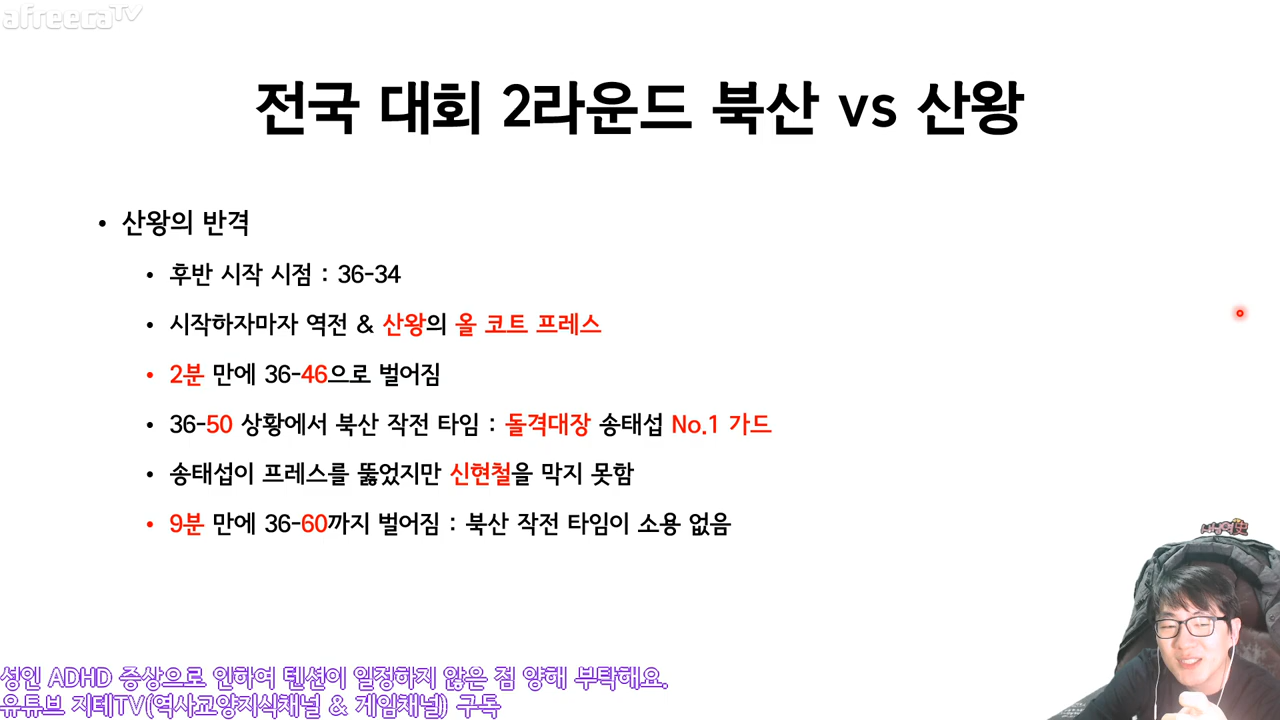 afreecaTV
전국 대회 2라운드 북산 vs 산왕
• 산왕의 반격
• 후반 시작 시점 : 36-34
• 시작하자마자 역전 & 산왕의 올 코트 프레스
• 2분 만에 36-46으로 벌어짐
• 36-50 상황에서 북산 작전 타임 : 돌격대장 송태섭 No.1 가드
• 송태섭이 프레스를 뚫었지만 신현철을 막지 못함
• 9분 만에 36-60까지 벌어짐 : 북산 작전 타임이 소용 없음
성인 ADHD 증상으로 인하여 텐션이 일정하지 않은 점 양해 부탁해요.
유튜브 지테TV(역사교양지식채널 & 게임채널) 구독